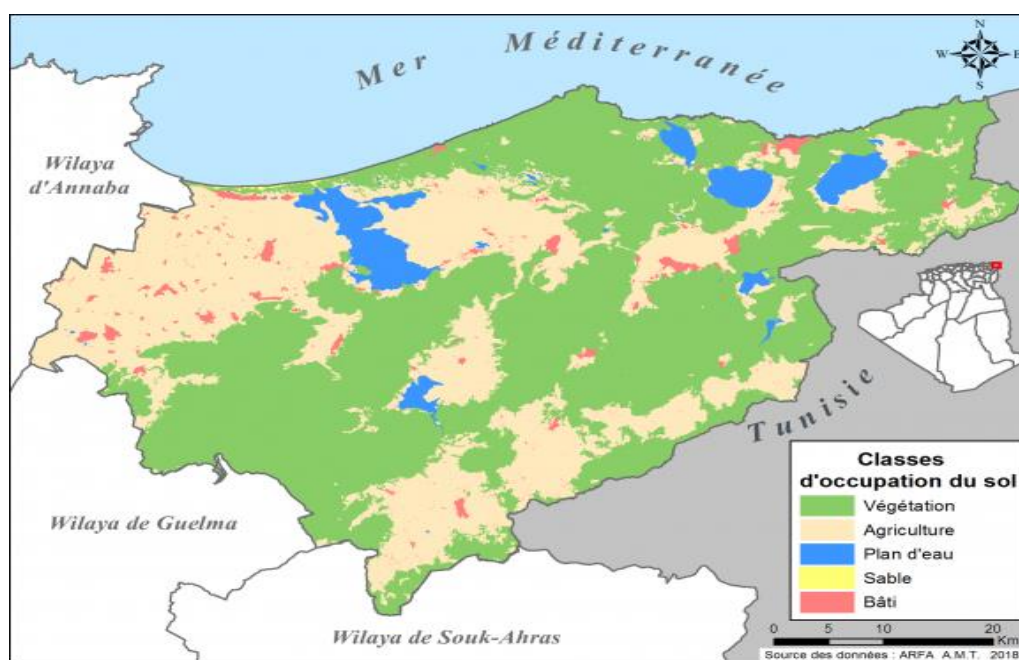 Mer Méditerranée
N
W E
S
Wilaya
d'Annaba
Tunisie
Wilaya de Guelma
Wilaya de Souk-Ahras
Classes
d'occupation du sol
Végétation
Agriculture
Plan d'eau
Sable
Bâti
0 5 10 20
Km
Source des données : ARFA A.M.T. 2018